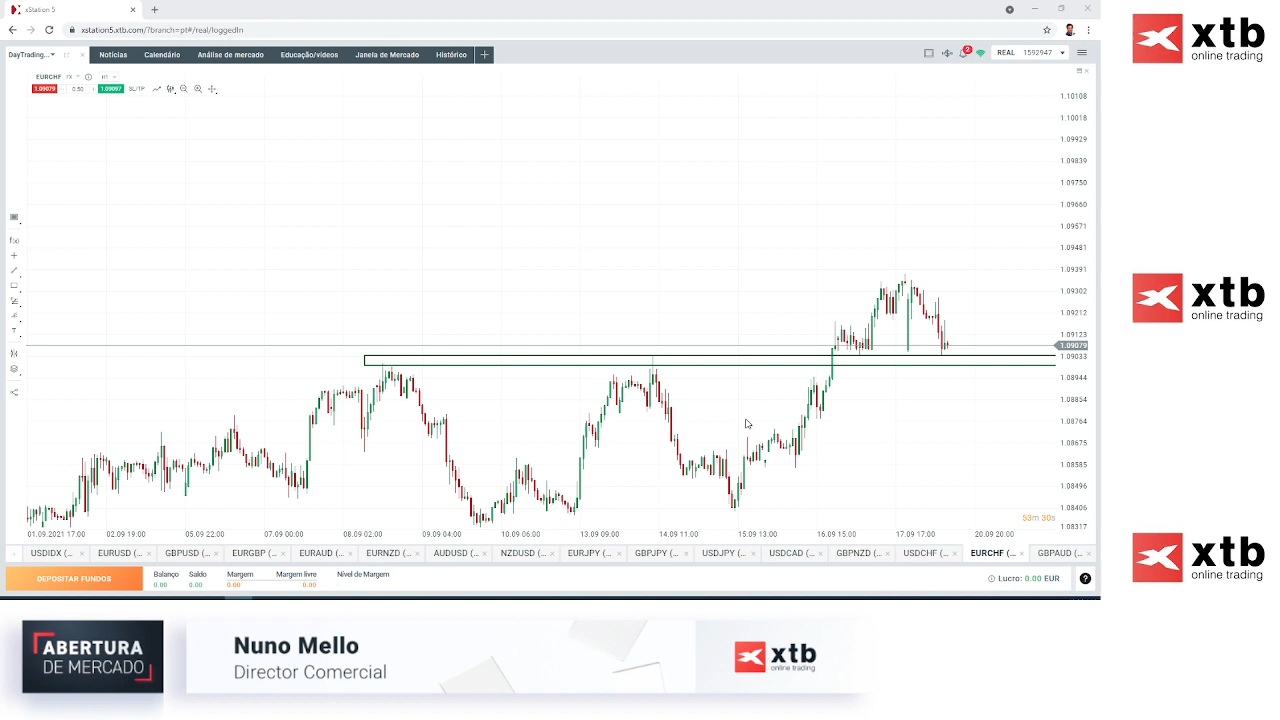 xStation 5
xstation5.xtb.com/?branch=pt#/real/loggedIn
DayTrading... Notícias Calendário Análise de mercado Educação/vídeos Janela de Mercado Histórico
2 REAL 1592947
EURCHF FX H1
1.09079 0.50 1.09097 SL/TP
1.10108
1.10018
1.09929
1.09839
1.09750
1.09660
1.09571
1.09481
1.09391
1.09302
1.09212
1.09123
1.09079
1.09033
1.08944
1.08854
1.08764
1.08675
1.08585
1.08496
1.08406
1.08317
f(x)
T
53m 30s
01.09.2021 17:00 02.09 19:00 05.09 22:00 07.09 00:00 08.09 02:00 09.09 04:00 10.09 06:00 13.09 09:00 14.09 11:00 15.09 13:00 16.09 15:00 17.09 17:00 20.09 20:00
USDIDX (... EURUSD (... GBPUSD (... EURGBP (... EURAUD (... EURNZD (... AUDUSD (... NZDUSD (... EURJPY (... GBPJPY (... USDJPY (... USDCAD (... GBPNZD (... USDCHF (... EURCHF (... GBPAUD (...
DEPOSITAR FUNDOS
Balanço Saldo Margem Margem livre Nível de Margem
0.00 0.00 0.00 0.00
Lucro: 0.00 EUR
?
xtb
online trading
xtb
online trading
xtb
online trading
ABERTURA
DE MERCADO
Nuno Mello
Director Comercial
xtb
online trading